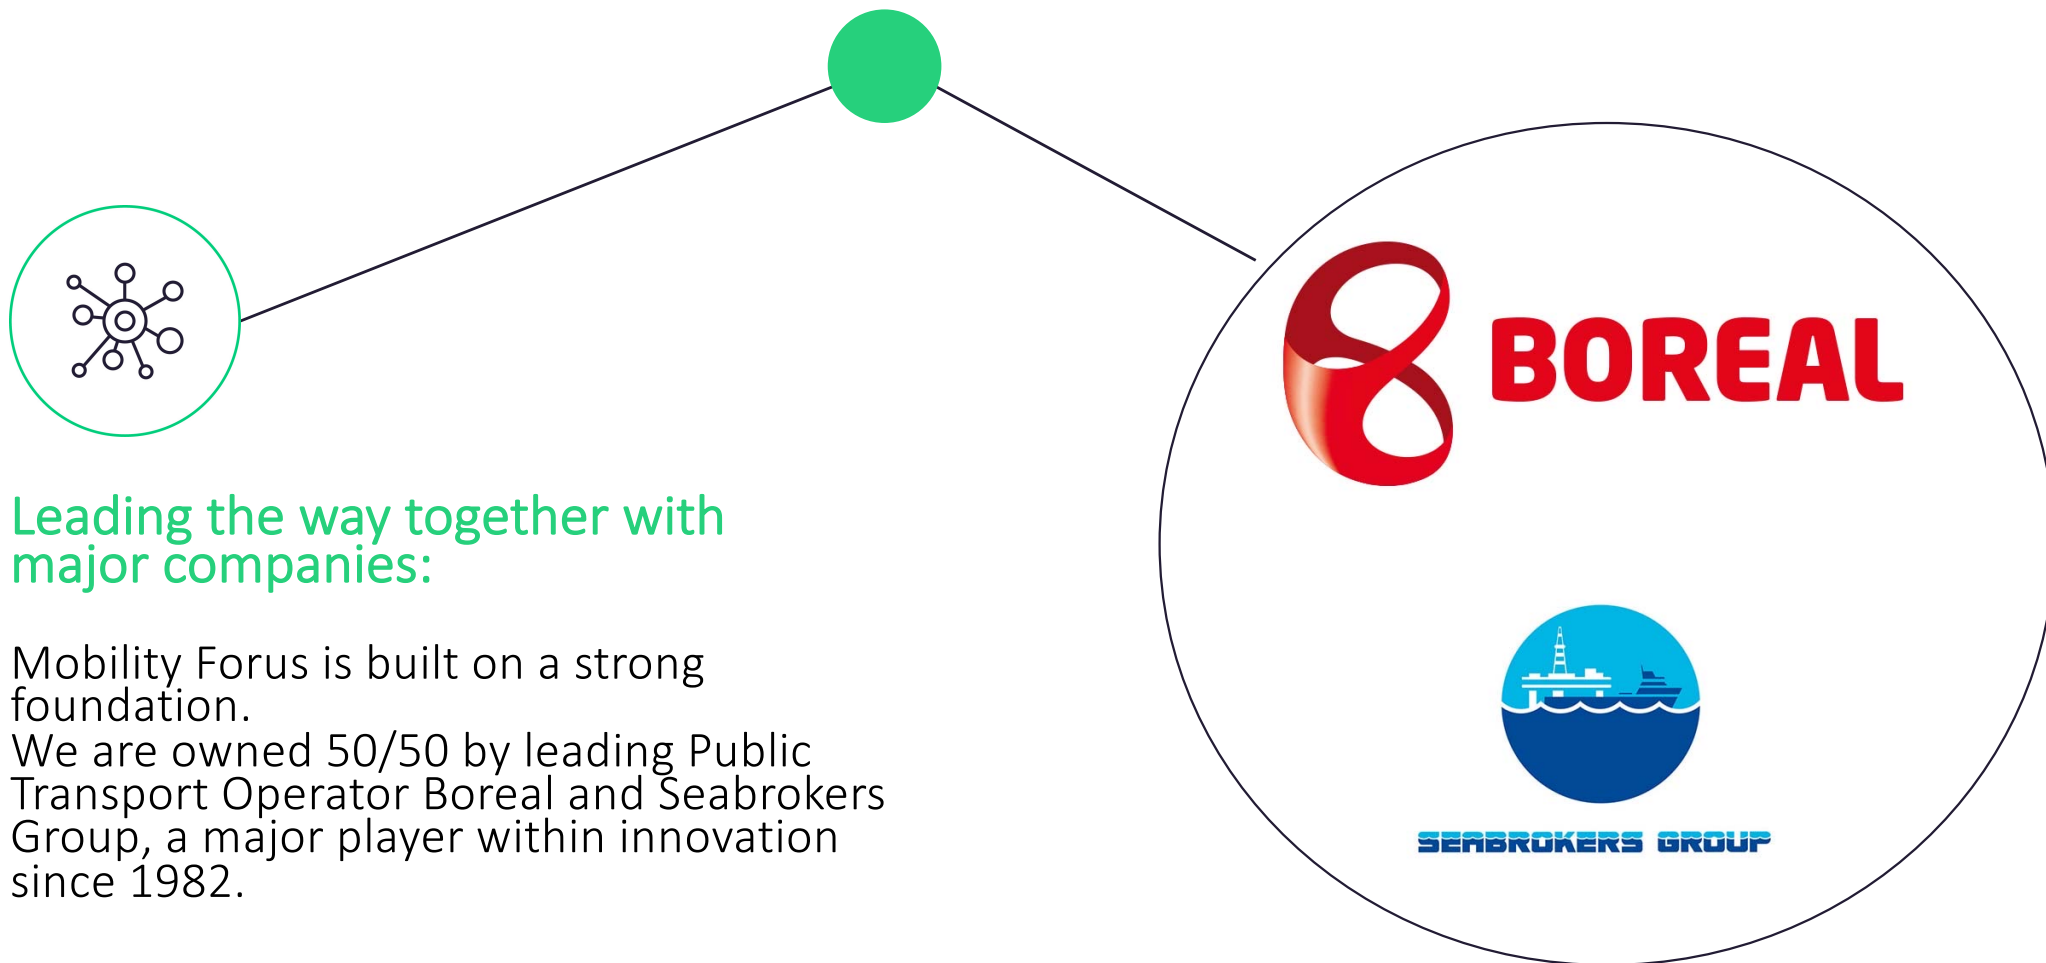 Leading the way together with
major companies:
Mobility Forus is built on a strong
foundation.
We are owned 50/50 by leading Public
Transport Operator Boreal and Seabrokers
Group, a major player within innovation
since 1982.
BOREAL
SEABROKERS GROUP